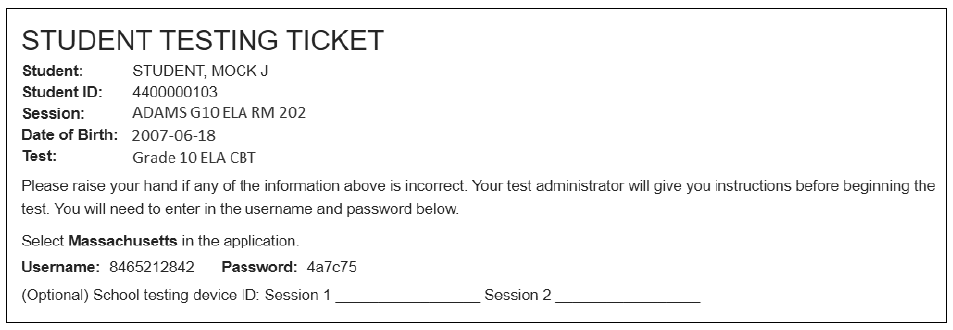 STUDENT TESTING TICKET
Student: STUDENT, MOCK J
Student ID: 4400000103
Session: ADAMS G10 ELA RM 202
Date of Birth: 2007-06-18
Test: Grade 10 ELA CBT
Please raise your hand if any of the information above is incorrect. Your test administrator will give you instructions before beginning the
test. You will need to enter in the username and password below.
Select Massachusetts in the application.
Username: 8465212842 Password: 4a7c75
(Optional) School testing device ID: Session 1 _________________ Session 2 _________________